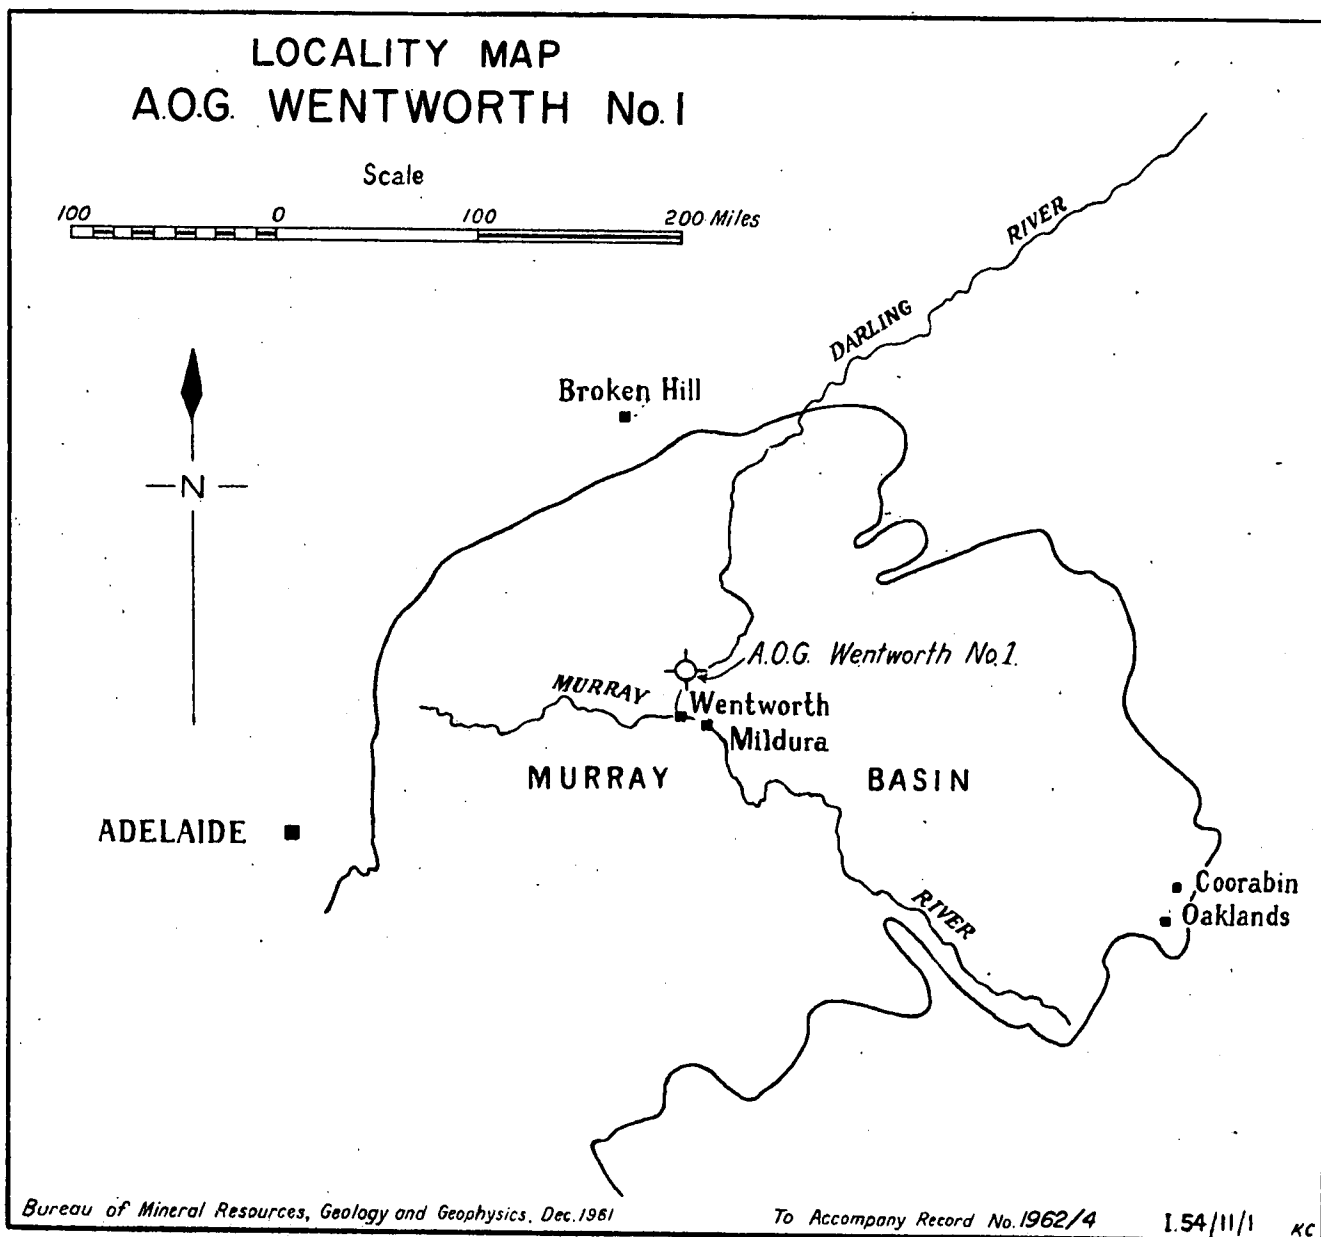 LOCALITY MAP
A.O.G. WENTWORTH No. 1
Scale
100 0 100 200 Miles
RIVER
DARLING
Broken Hill
N
A.O.G. Wentworth No.1.
MURRAY
Wentworth
Mildura
MURRAY BASIN
ADELAIDE
Coorabin
RIVER
Oaklands
Bureau of Mineral Resources, Geology and Geophysics. Dec.1961
To Accompany Record No. 1962/4
I.54/11/1
KC